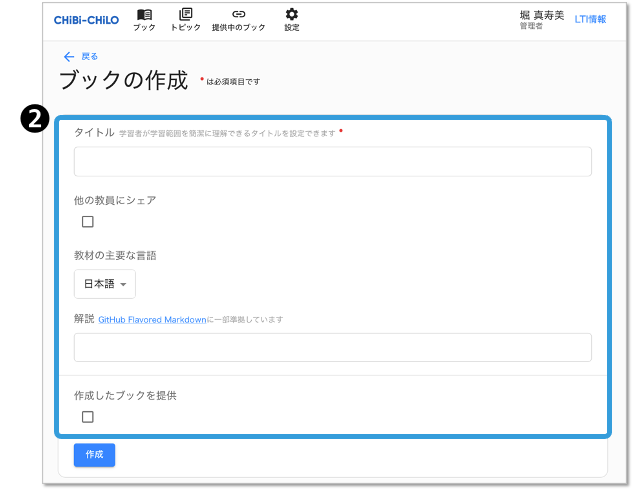 CHiBi-CHiLO
ブック
トピック
提供中のブック
設定
堀 真寿美
管理者
LTI情報
戻る
ブックの作成 *は必須項目です
❷
タイトル 学習者が学習範囲を簡潔に理解できるタイトルを設定できます *
他の教員にシェア
教材の主要な言語
日本語
解説 GitHub Flavored Markdownに一部準拠しています
作成したブックを提供
作成